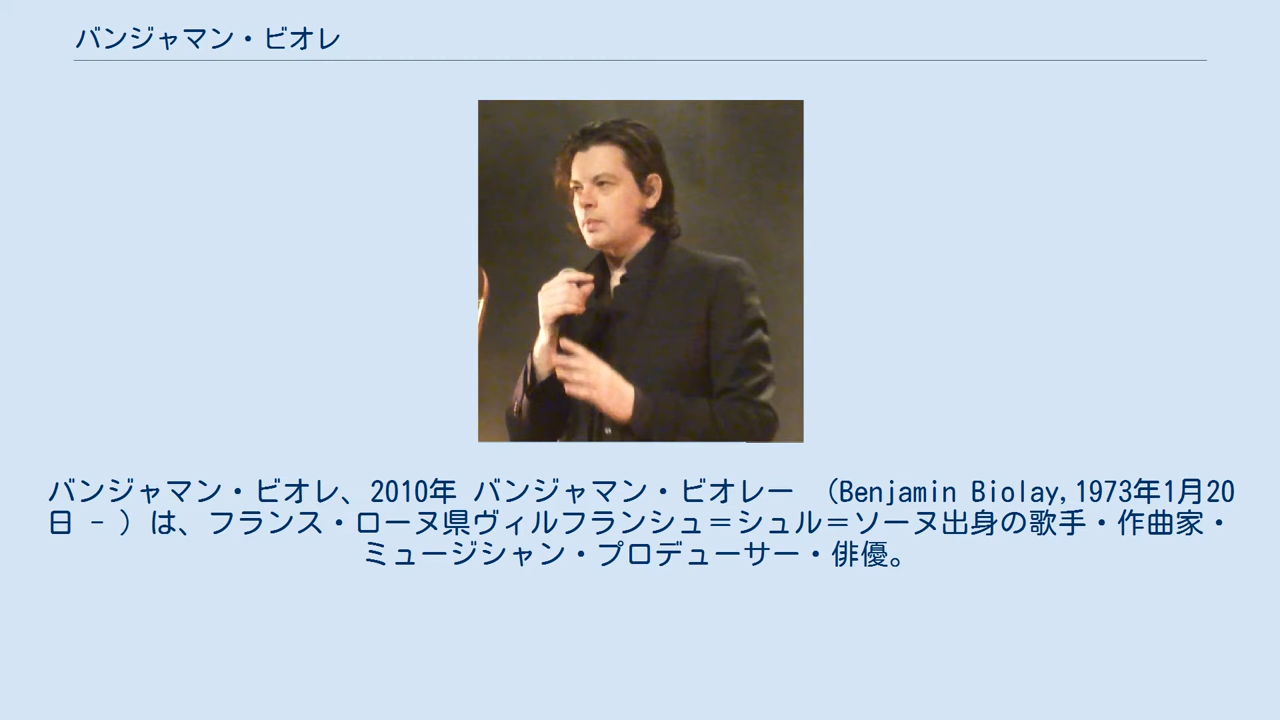 バンジャマン・ビオレ
バンジャマン・ビオレ、2010年 バンジャマン・ビオレー （Benjamin Biolay,1973年1月20
日 - ）は、フランス・ローヌ県ヴィルフランシュ＝シュル＝ソーヌ出身の歌手・作曲家・
ミュージシャン・プロデューサー・俳優。